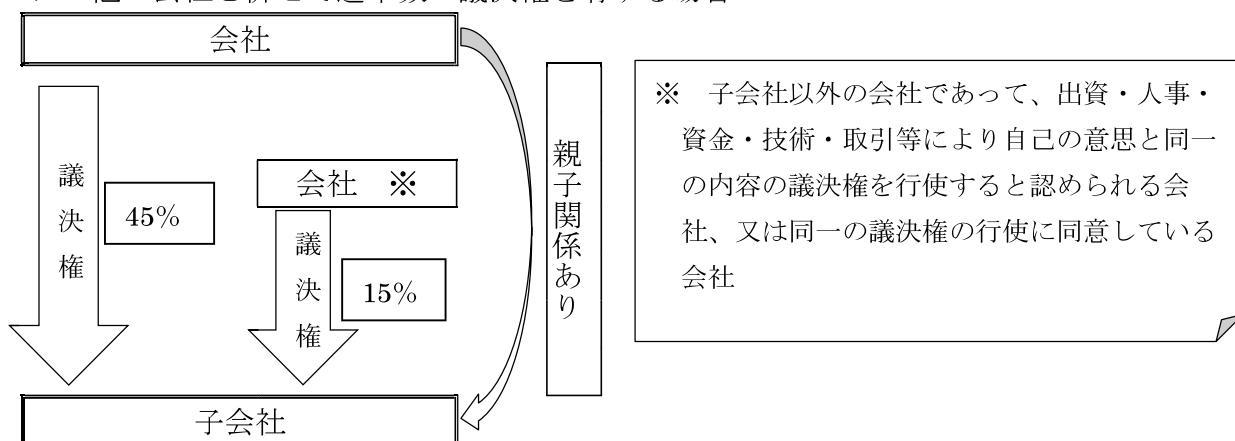 会社
※ 子会社以外の会社であって、出資・人事・
資金・技術・取引等により自己の意思と同一
の内容の議決権を行使すると認められる会
社、又は同一の議決権の行使に同意している
会社
親子関係あり
議決権
45%
会社 ※
議決権
15%
子会社